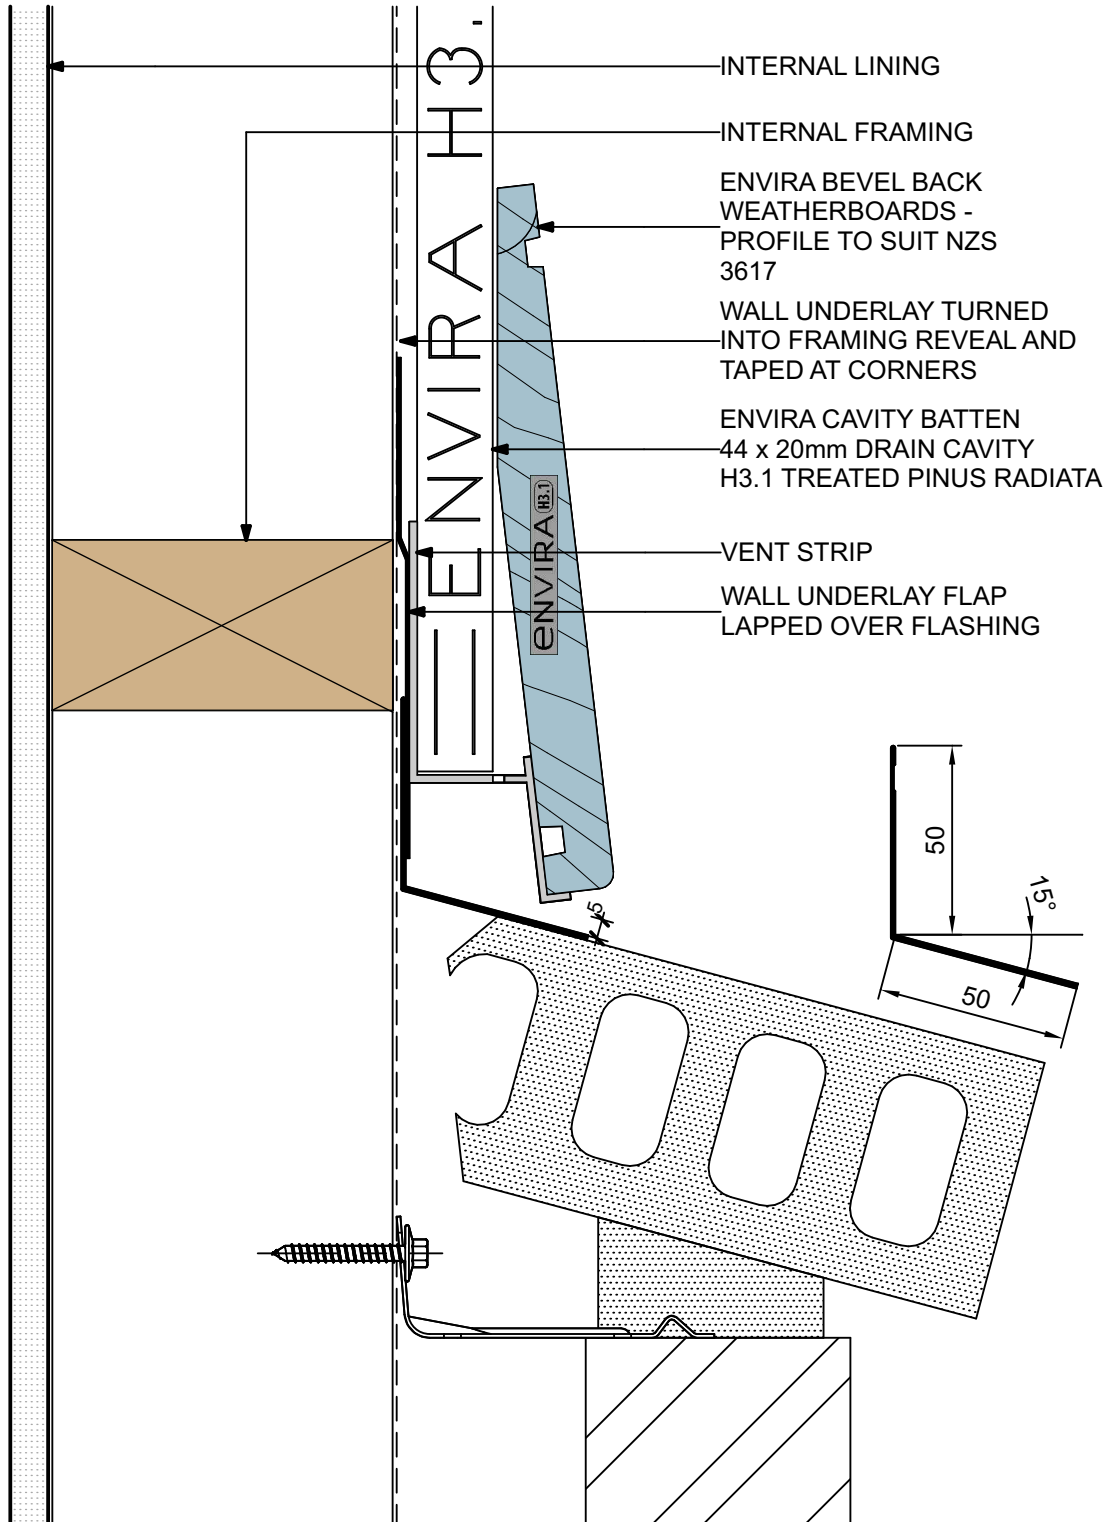 INTERNAL LINING
INTERNAL FRAMING
ENVIRA BEVEL BACK
WEATHERBOARDS -
PROFILE TO SUIT NZS
3617
WALL UNDERLAY TURNED
INTO FRAMING REVEAL AND
TAPED AT CORNERS
ENVIRA CAVITY BATTEN
44 x 20mm DRAIN CAVITY
H3.1 TREATED PINUS RADIATA
VENT STRIP
WALL UNDERLAY FLAP
LAPPED OVER FLASHING
ENVIRA H3.
eNVIRA H3.1
5
50
15°
50